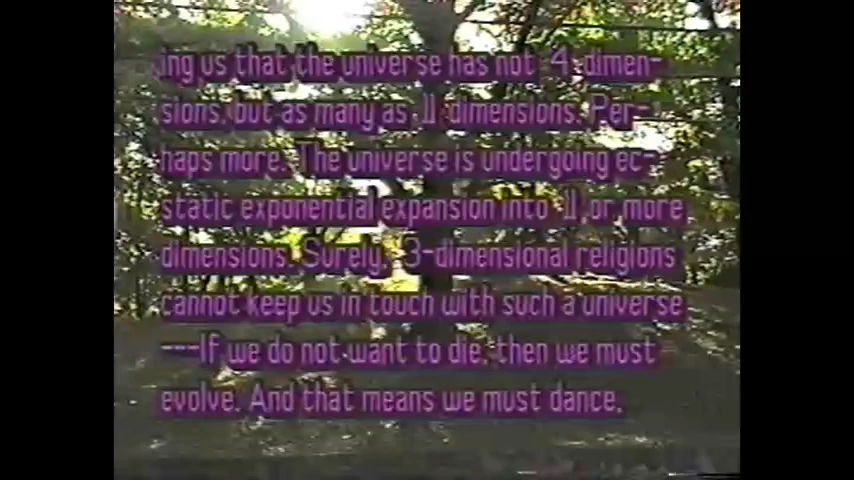 ing us that the universe has not 4 dimen-
sions, but as many as 11 dimensions. Per-
haps more. The universe is undergoing ec-
static exponential expansion into 11 or more
dimensions. Surely, 3-dimensional religions
cannot keep us in touch with such a universe
---If we do not want to die, then we must
evolve. And that means we must dance.